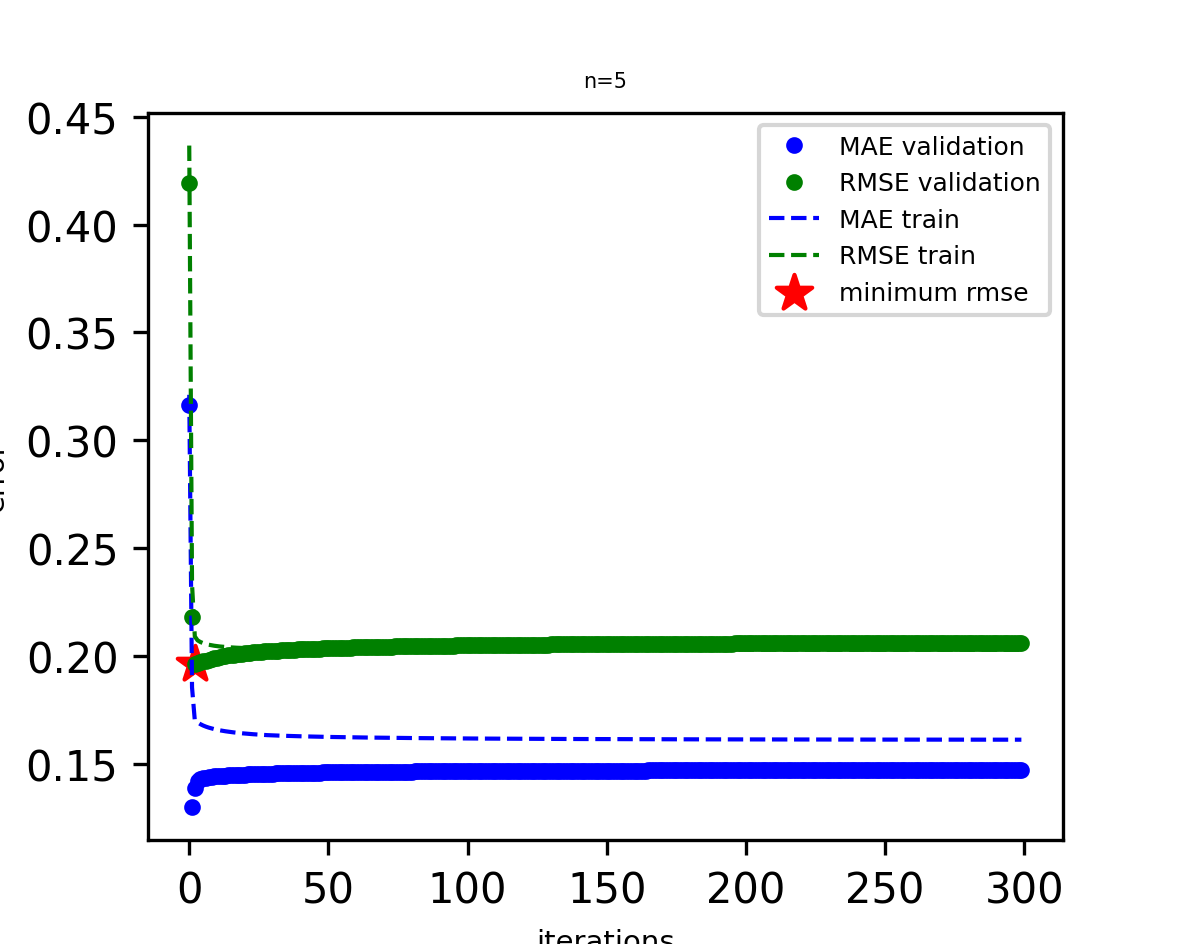 n=5
0.45
0.40
0.35
0.30
0.25
0.20
0.15
MAE validation
RMSE validation
MAE train
RMSE train
minimum rmse
0 50 100 150 200 250 300
iterations